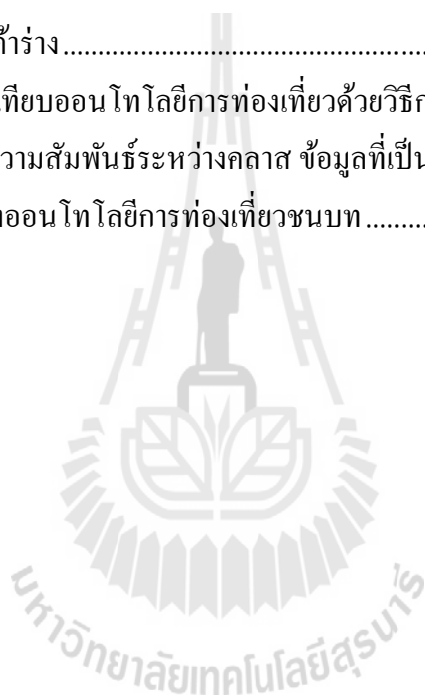 ค้าร่าง........................................
เทียบออนโทโลยีการท่องเที่ยวด้วยวิธีก
ความสัมพันธ์ระหว่างคลาส ข้อมูลที่เป็น
ออนโทโลยีการท่องเที่ยวชนบท.........
มหาวิทยาลัยเทคโนโลยีสุรนารี